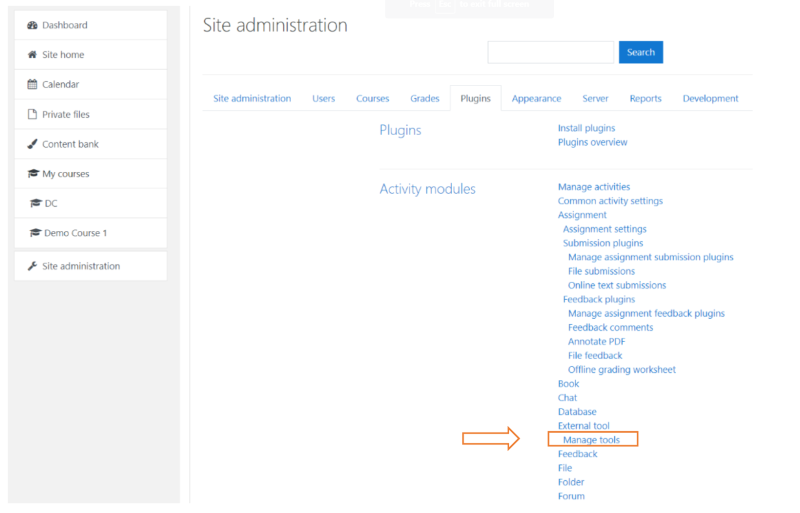 Dashboard
Site home
Calendar
Private files
Content bank
My courses
DC
Demo Course 1
Site administration
Site administration
Search
Site administration Users Courses Grades Plugins Appearance Server Reports Development
Plugins
Install plugins
Plugins overview
Activity modules
Manage activities
Common activity settings
Assignment
Assignment settings
Submission plugins
Manage assignment submission plugins
File submissions
Online text submissions
Feedback plugins
Manage assignment feedback plugins
Feedback comments
Annotate PDF
File feedback
Offline grading worksheet
Book
Chat
Database
External tool
Manage tools
Feedback
File
Folder
Forum